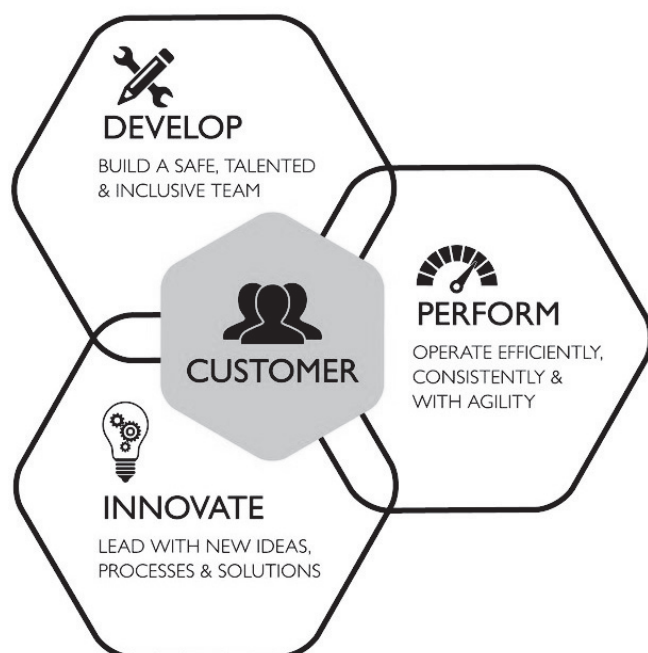 DEVELOP
BUILD A SAFE, TALENTED
& INCLUSIVE TEAM
PERFORM
OPERATE EFFICIENTLY,
CONSISTENTLY &
WITH AGILITY
CUSTOMER
INNOVATE
LEAD WITH NEW IDEAS,
PROCESSES & SOLUTIONS